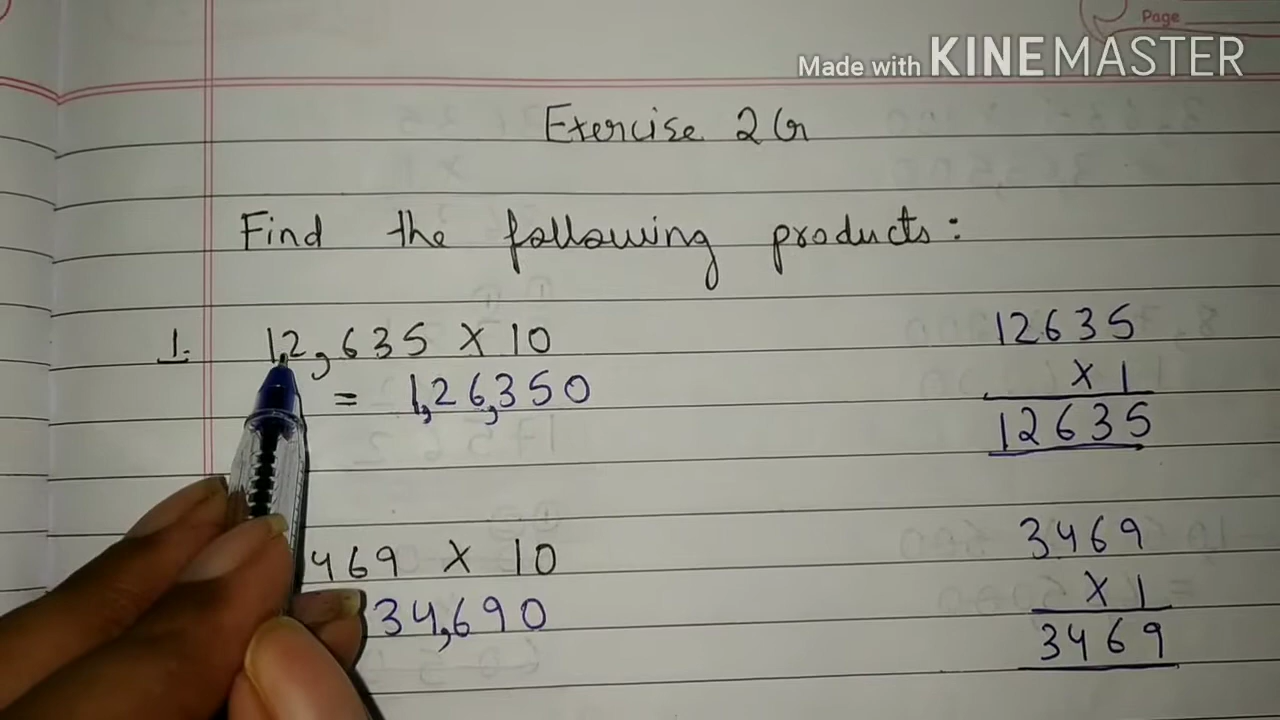 Page
Made with KINEMASTER
Exercise 2G
Find the following products:
1. 12,635 X 10
= 1,26,350
12635
X 1
12635
469 X 10
34,690
3469
X 1
3469